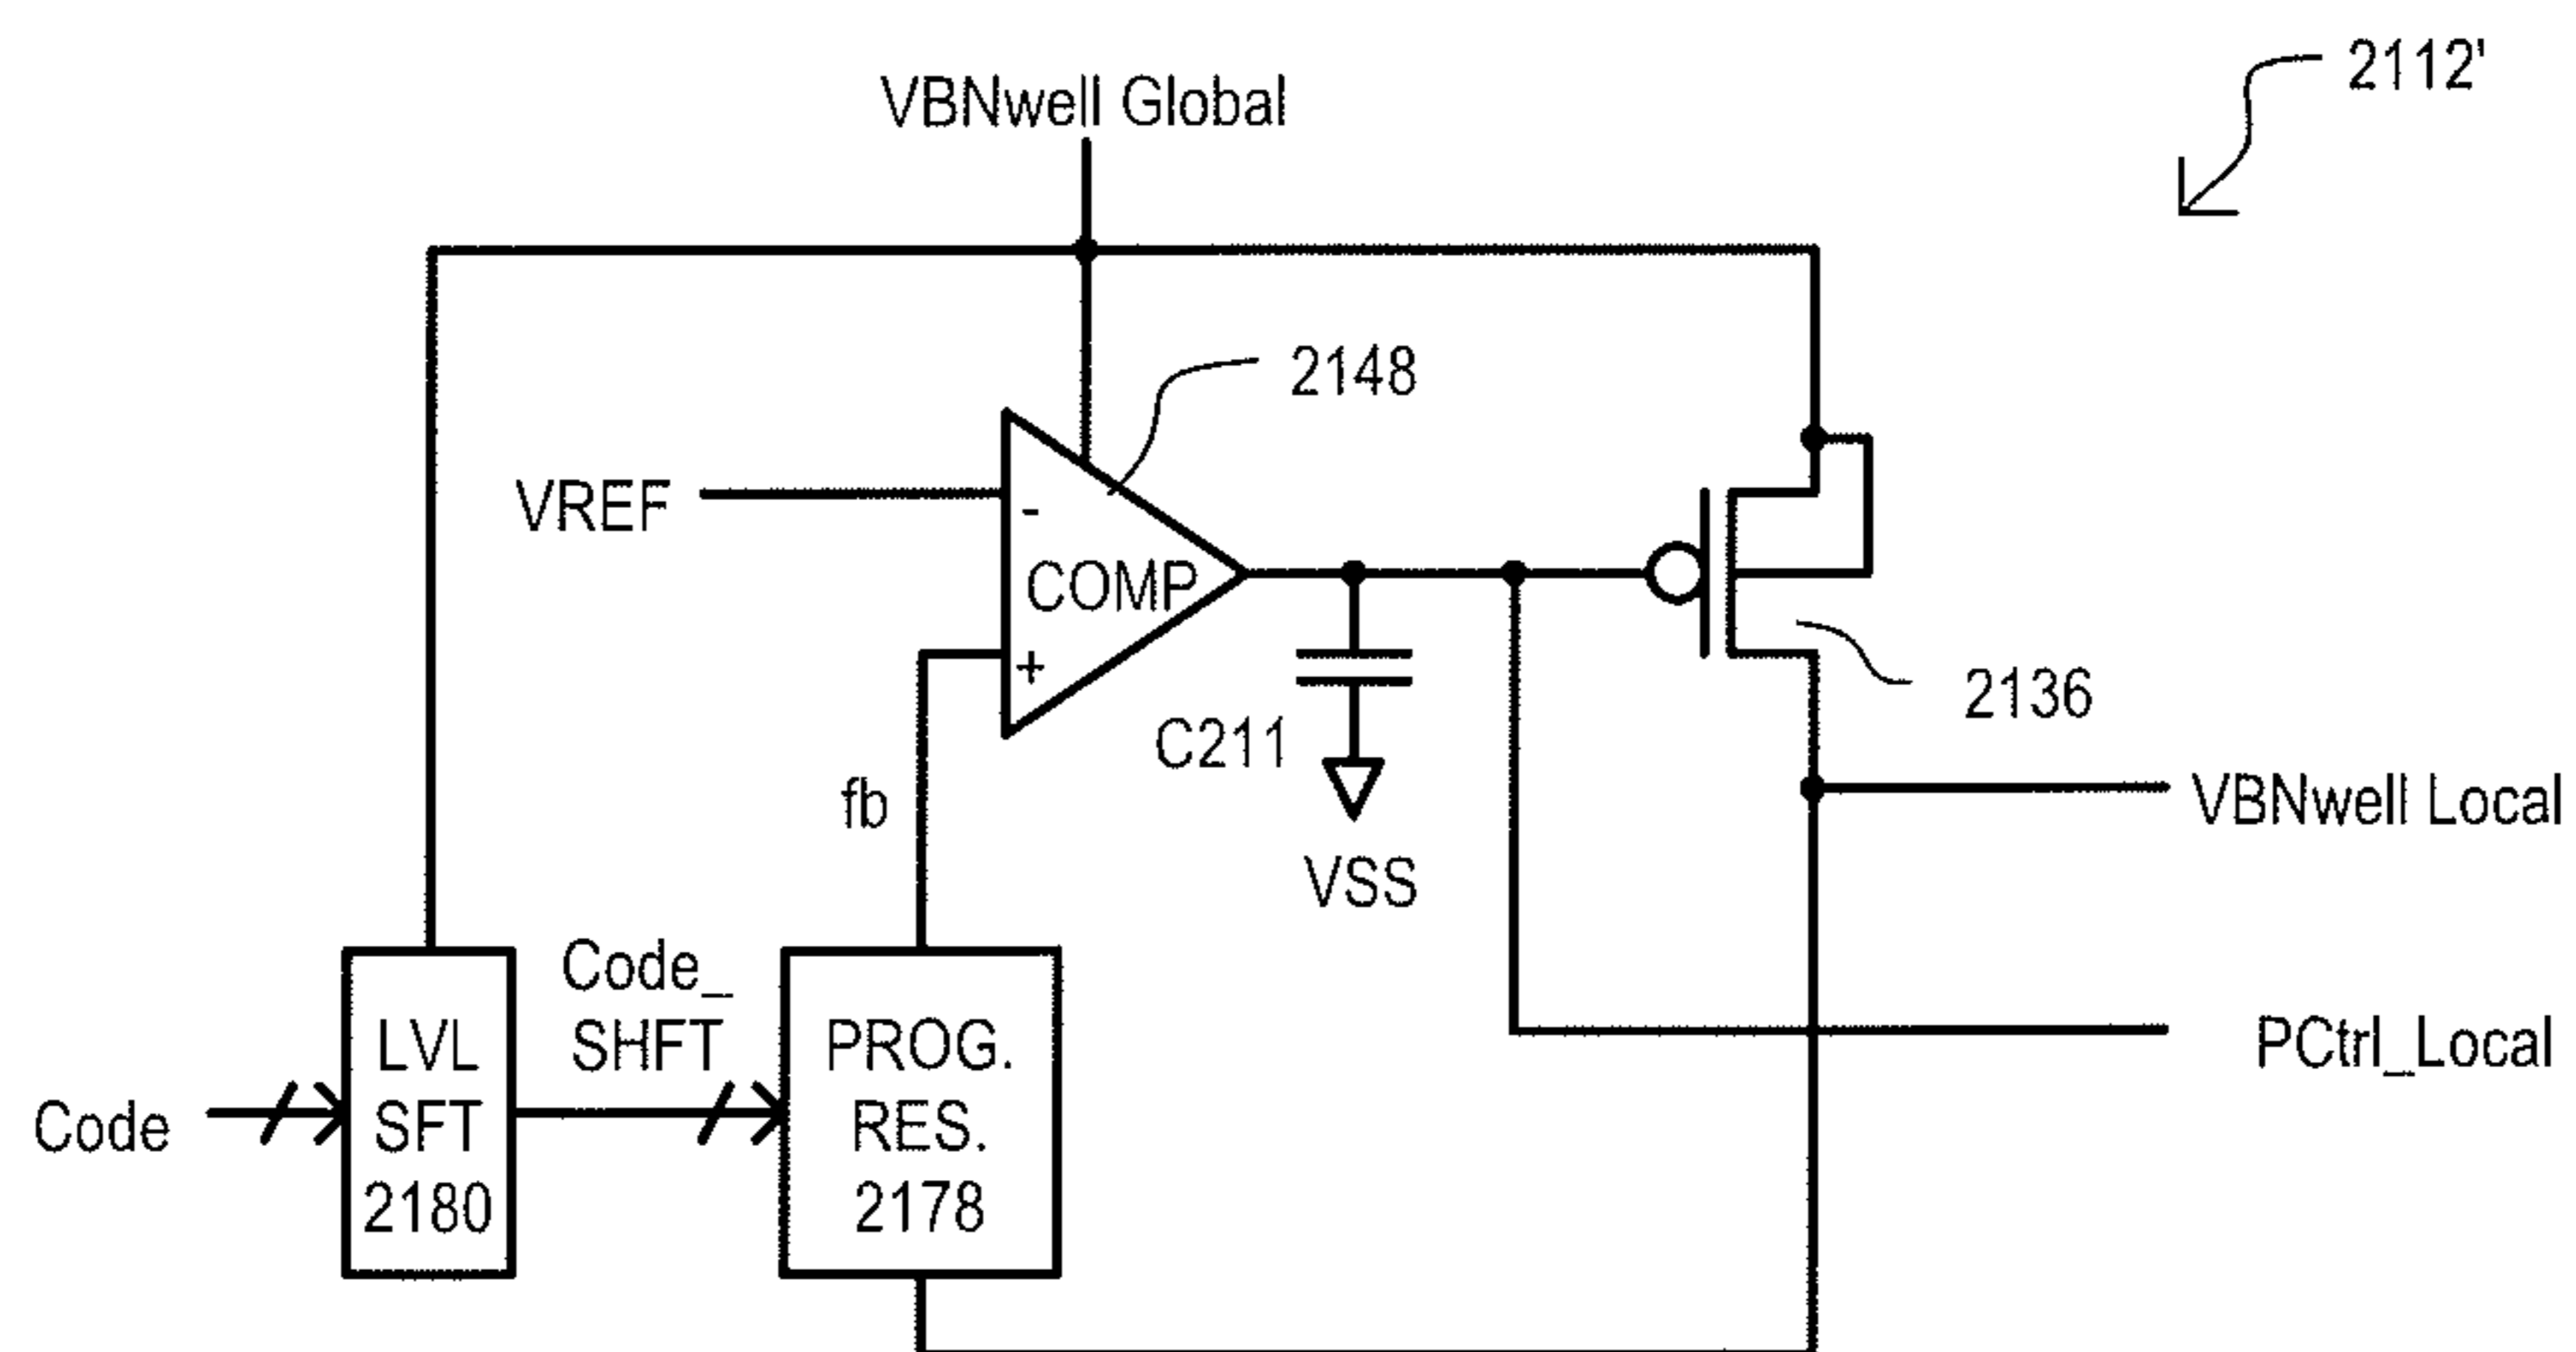 2112'
VBNwell Global
2148
VREF
-
COMP
+
2136
C211
fb
VBNwell Local
VSS
Code_
SHFT
LVL
SFT
2180
PROG.
RES.
2178
PCtrl_Local
Code